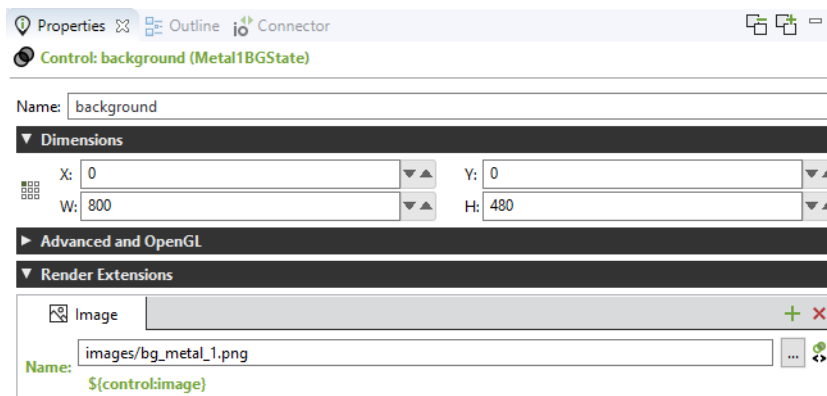 Properties Outline Connector
Control: background (Metal1BGState)
Name: background
Dimensions
X: 0 Y: 0
W: 800 H: 480
Advanced and OpenGL
Render Extensions
Image
images/bg_metal_1.png ...
Name:
${control:image}